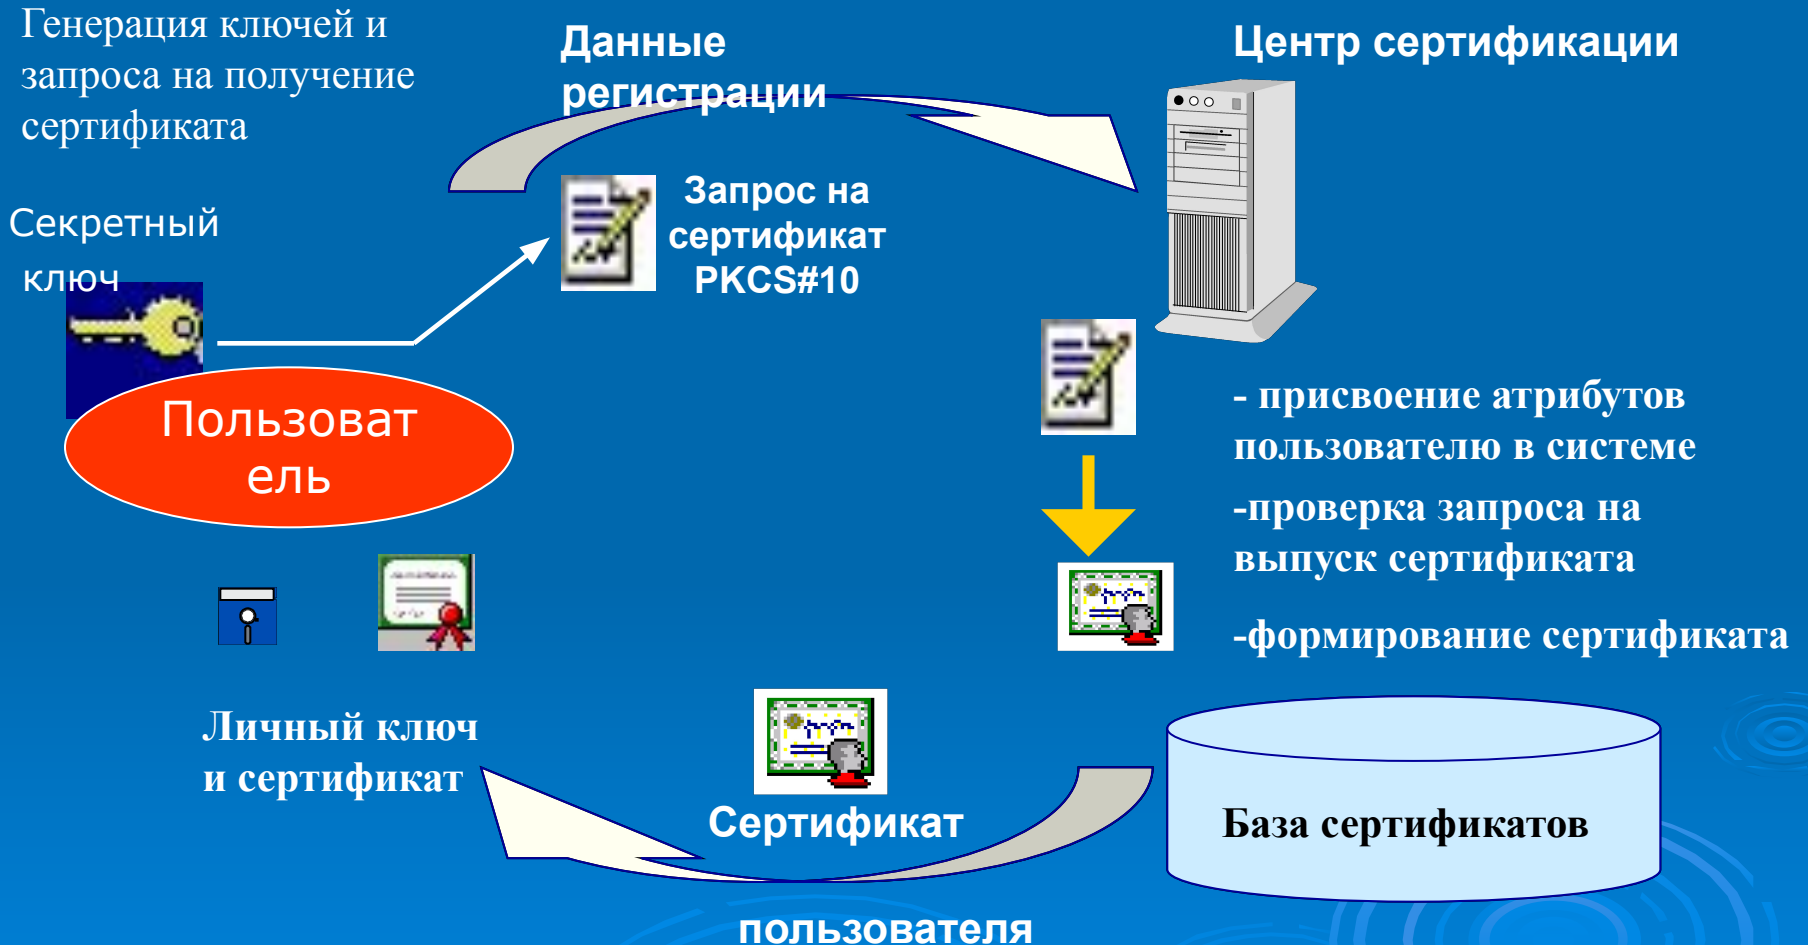 Генерация ключей и
запроса на получение
сертификата
Данные
регистрации
Центр сертификации
Запрос на
сертификат
PKCS#10
Секретный
ключ
Пользоват
ель
- присвоение атрибутов
пользователю в системе
-проверка запроса на
выпуск сертификата
-формирование сертификата
Личный ключ
и сертификат
Сертификат
пользователя
База сертификатов